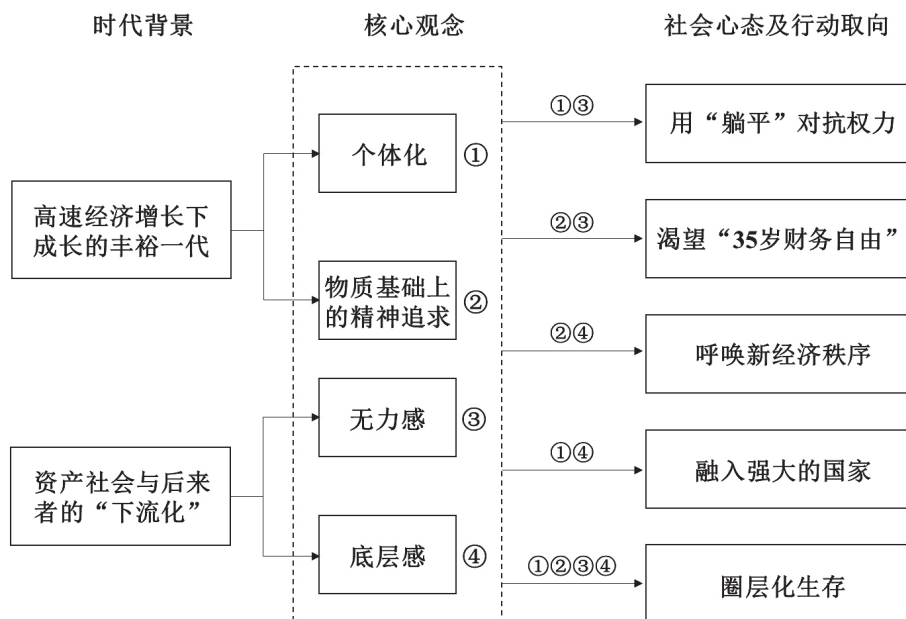 时代背景
核心观念
社会心态及行动取向
高速经济增长下
成长的丰裕一代
资产社会与后来
者的“下流化”
个体化
①
物质基础上
的精神追求
②
无力感
③
底层感
④
①③
用“躺平”对抗权力
②③
渴望“35岁财务自由”
②④
呼唤新经济秩序
①④
融入强大的国家
①②③④
圈层化生存